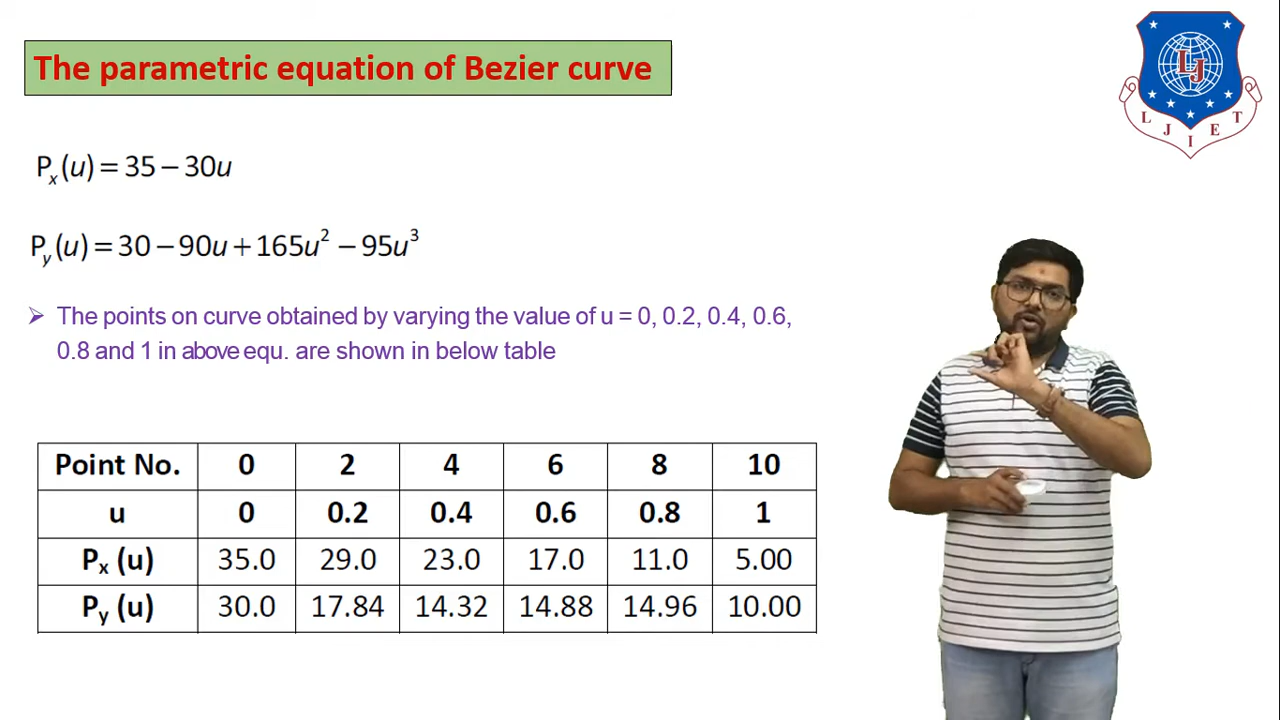 The parametric equation of Bezier curve
LJ
L J I E T
Pₓ(u) = 35 − 30u
Pᵧ(u) = 30 − 90u + 165u² − 95u³
➢ The points on curve obtained by varying the value of u = 0, 0.2, 0.4, 0.6,
0.8 and 1 in above equ. are shown in below table
Point No. 0 2 4 6 8 10
u 0 0.2 0.4 0.6 0.8 1
Pₓ (u) 35.0 29.0 23.0 17.0 11.0 5.00
Pᵧ (u) 30.0 17.84 14.32 14.88 14.96 10.00